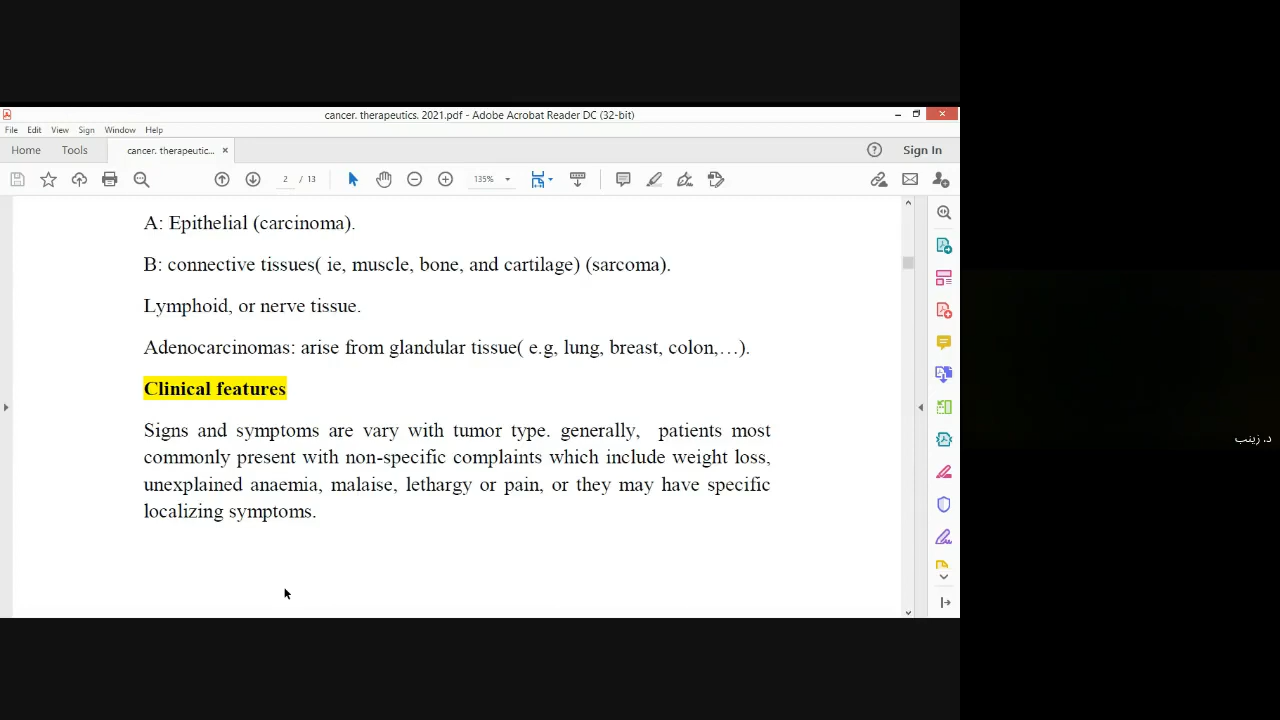 cancer. therapeutics. 2021.pdf - Adobe Acrobat Reader DC (32-bit)
File Edit View Sign Window Help
Home Tools cancer. therapeutic... × Sign In
2 / 13 135%
A: Epithelial (carcinoma).
B: connective tissues( ie, muscle, bone, and cartilage) (sarcoma).
Lymphoid, or nerve tissue.
Adenocarcinomas: arise from glandular tissue( e.g, lung, breast, colon,…).
Clinical features
Signs and symptoms are vary with tumor type. generally, patients most
commonly present with non-specific complaints which include weight loss,
unexplained anaemia, malaise, lethargy or pain, or they may have specific
localizing symptoms.
د. زينب